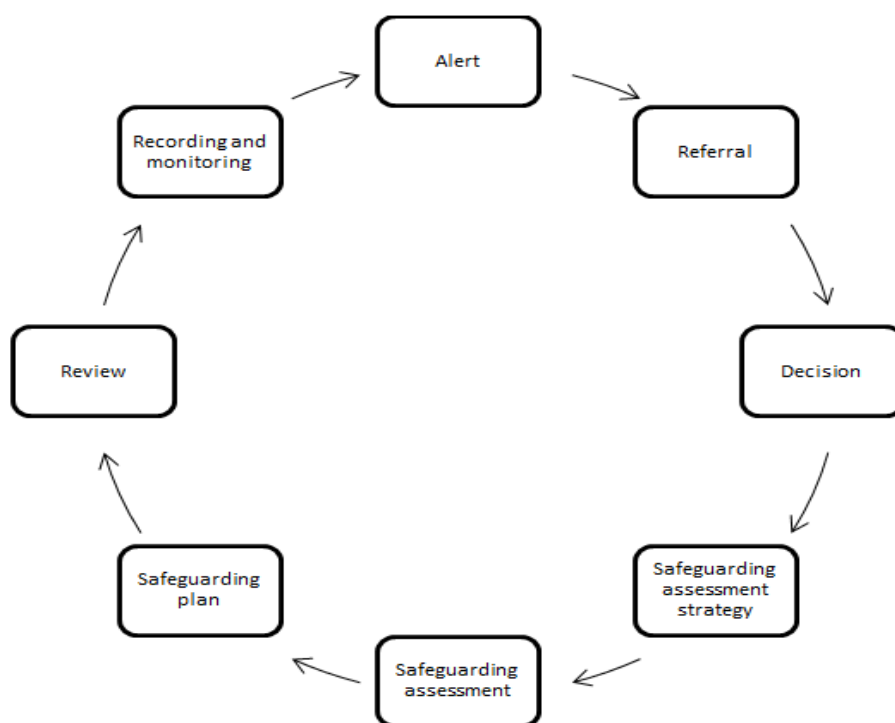 Alert
Referral
Decision
Safeguarding
assessment
strategy
Safeguarding
assessment
Safeguarding
plan
Review
Recording and
monitoring